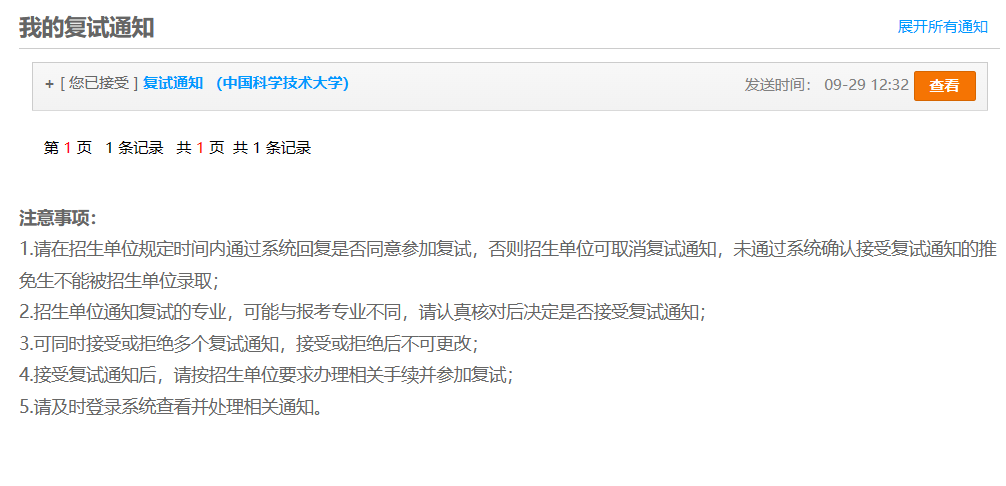 我的复试通知 展开所有通知
+ [ 您已接受 ] 复试通知 （中国科学技术大学） 发送时间： 09-29 12:32 查看
第 1 页 1 条记录 共 1 页 共 1 条记录
注意事项：
1.请在招生单位规定时间内通过系统回复是否同意参加复试，否则招生单位可取消复试通知，未通过系统确认接受复试通知的推
免生不能被招生单位录取；
2.招生单位通知复试的专业，可能与报考专业不同，请认真核对后决定是否接受复试通知；
3.可同时接受或拒绝多个复试通知，接受或拒绝后不可更改；
4.接受复试通知后，请按招生单位要求办理相关手续并参加复试；
5.请及时登录系统查看并处理相关通知。